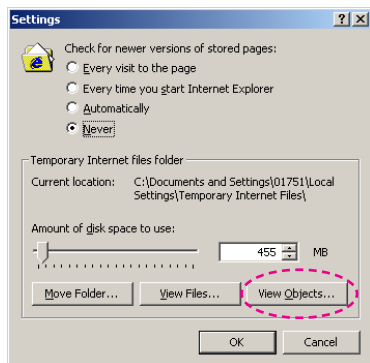 Settings
Check for newer versions of stored pages:
Every visit to the page
Every time you start Internet Explorer
Automatically
Never
Temporary Internet files folder
Current location: C:\Documents and Settings\01751\Local
Settings\Temporary Internet Files\
Amount of disk space to use:
455 MB
Move Folder... View Files... View Objects...
OK Cancel